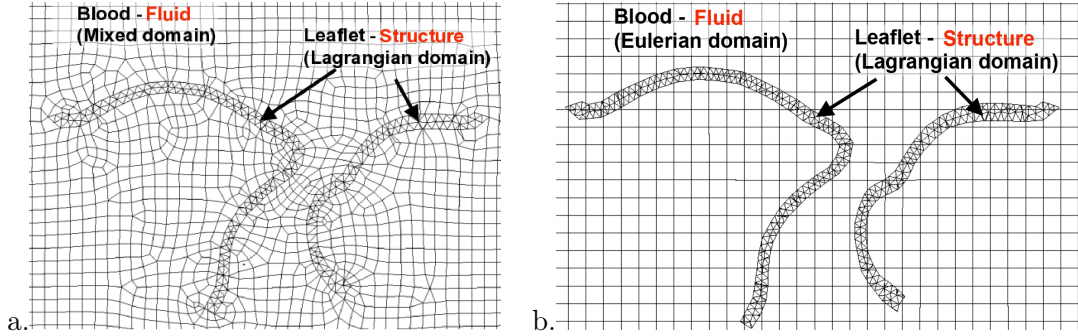 Blood - Fluid
(Mixed domain)
Leaflet - Structure
(Lagrangian domain)
a.
Blood - Fluid
(Eulerian domain)
Leaflet - Structure
(Lagrangian domain)
b.